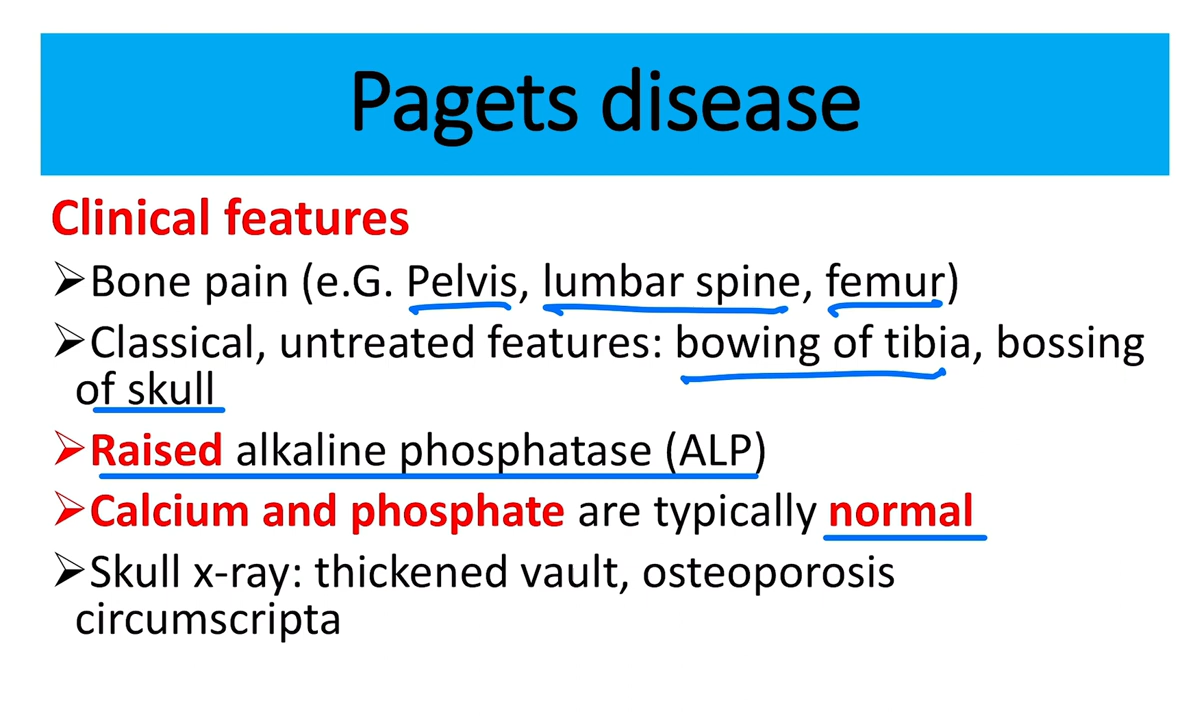 Pagets disease
Clinical features
➢Bone pain (e.G. Pelvis, lumbar spine, femur)
➢Classical, untreated features: bowing of tibia, bossing
of skull
➢Raised alkaline phosphatase (ALP)
➢Calcium and phosphate are typically normal
➢Skull x-ray: thickened vault, osteoporosis
circumscripta